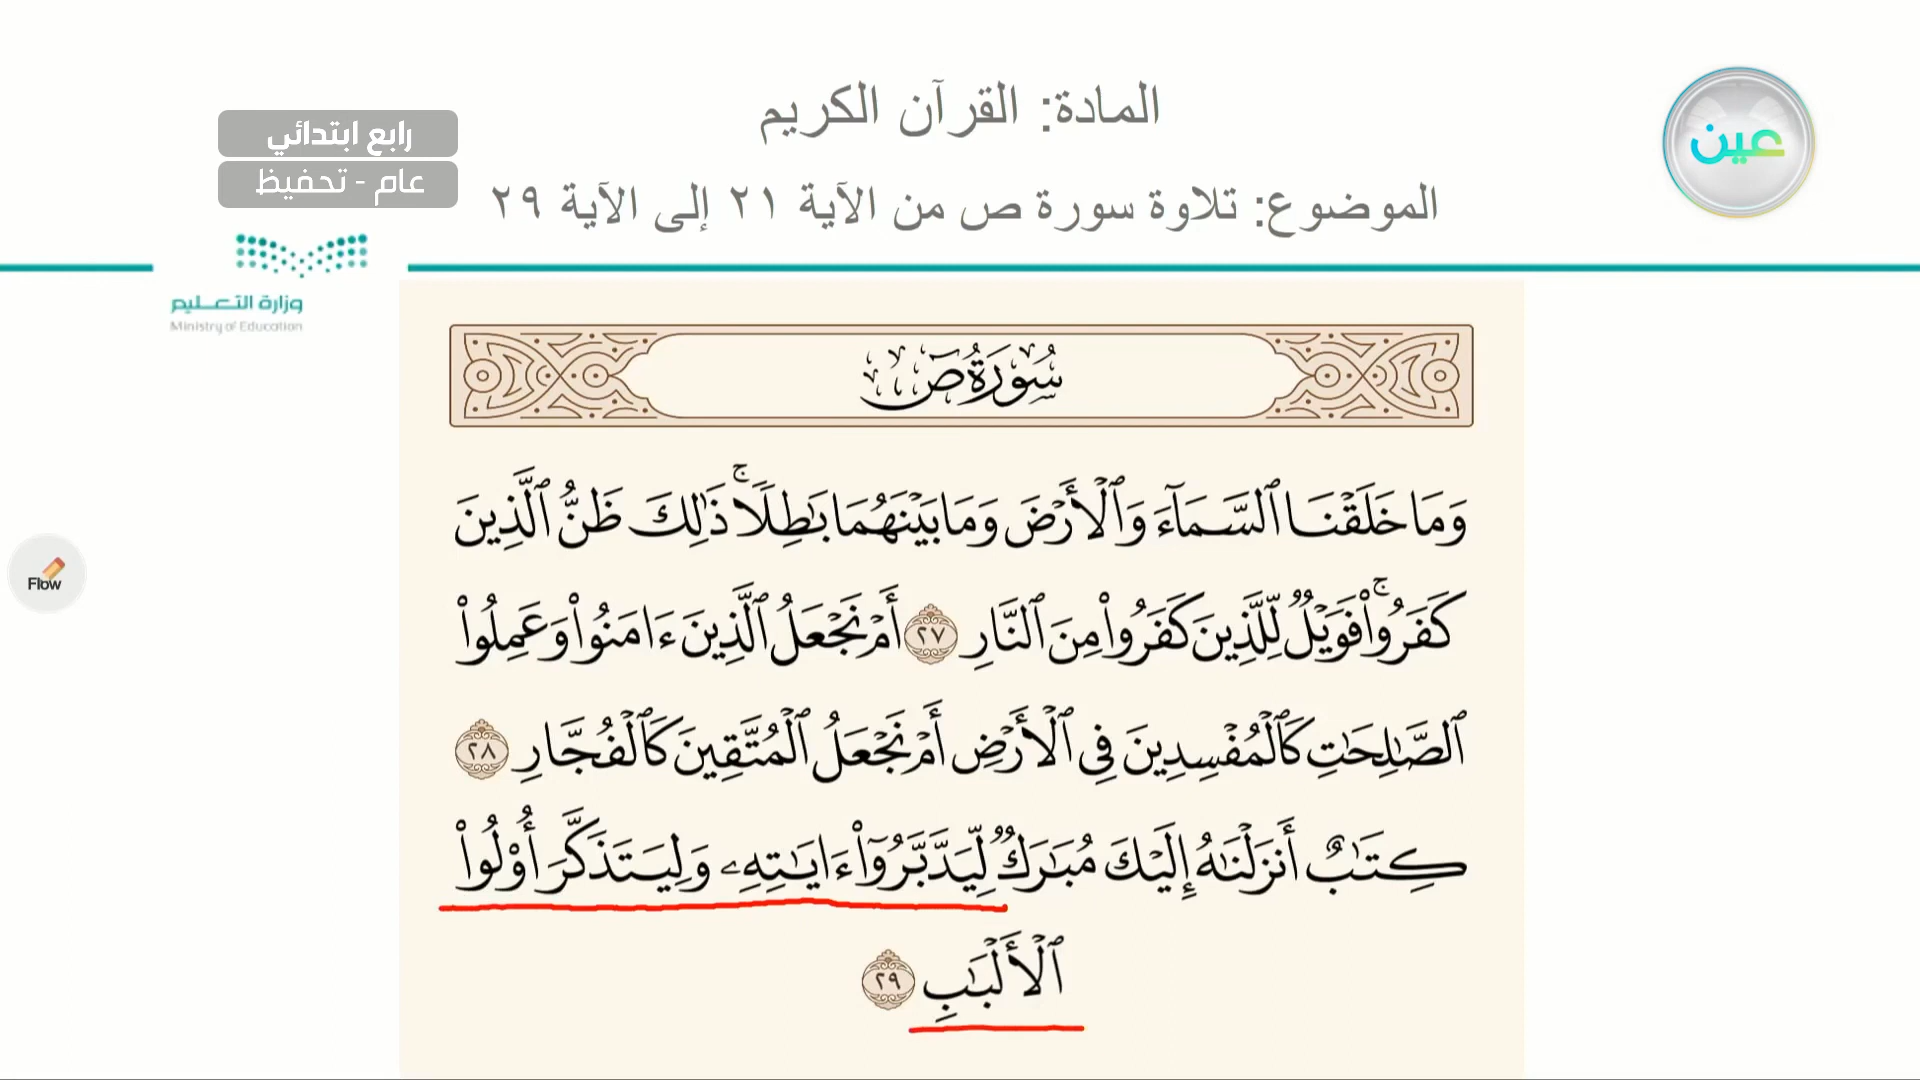 المادة: القرآن الكريم
عين
رابع ابتدائي
عام - تحفيظ
الموضوع: تلاوة سورة ص من الآية ٢١ إلى الآية ٢٩
وزارة التعليم
Ministry of Education
سُورَةُ صٓ
وَمَا خَلَقْنَا ٱلسَّمَآءَ وَٱلْأَرْضَ وَمَا بَيْنَهُمَا بَٰطِلًا ۚ ذَٰلِكَ ظَنُّ ٱلَّذِينَ
كَفَرُوا۟ ۚ فَوَيْلٌ لِّلَّذِينَ كَفَرُوا۟ مِنَ ٱلنَّارِ ٢٧ أَمْ نَجْعَلُ ٱلَّذِينَ ءَامَنُوا۟ وَعَمِلُوا۟
ٱلصَّٰلِحَٰتِ كَٱلْمُفْسِدِينَ فِى ٱلْأَرْضِ أَمْ نَجْعَلُ ٱلْمُتَّقِينَ كَٱلْفُجَّارِ ٢٨
كِتَٰبٌ أَنزَلْنَٰهُ إِلَيْكَ مُبَٰرَكٌ لِّيَدَّبَّرُوٓا۟ ءَايَٰتِهِۦ وَلِيَتَذَكَّرَ أُو۟لُوا۟
ٱلْأَلْبَٰبِ ٢٩
Flow